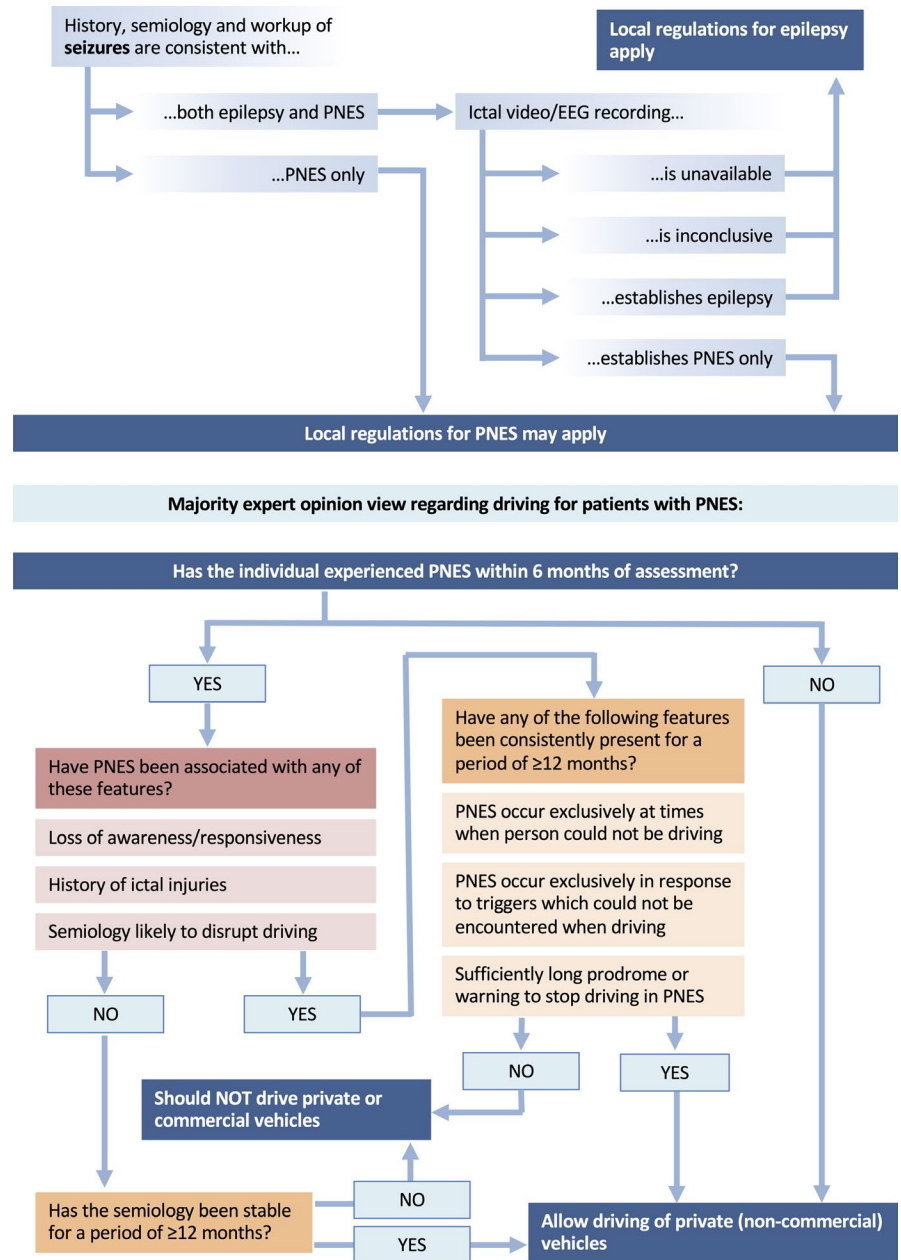 History, semiology and workup of
seizures are consistent with...
Local regulations for epilepsy
apply
...both epilepsy and PNES
Ictal video/EEG recording...
...PNES only
...is unavailable
...is inconclusive
...establishes epilepsy
...establishes PNES only
Local regulations for PNES may apply
Majority expert opinion view regarding driving for patients with PNES:
Has the individual experienced PNES within 6 months of assessment?
YES
NO
Have PNES been associated with any of
these features?
Loss of awareness/responsiveness
History of ictal injuries
Semiology likely to disrupt driving
NO
YES
Have any of the following features
been consistently present for a
period of ≥12 months?
PNES occur exclusively at times
when person could not be driving
PNES occur exclusively in response
to triggers which could not be
encountered when driving
Sufficiently long prodrome or
warning to stop driving in PNES
NO
YES
Should NOT drive private or
commercial vehicles
Has the semiology been stable
for a period of ≥12 months?
NO
YES
Allow driving of private (non-commercial)
vehicles